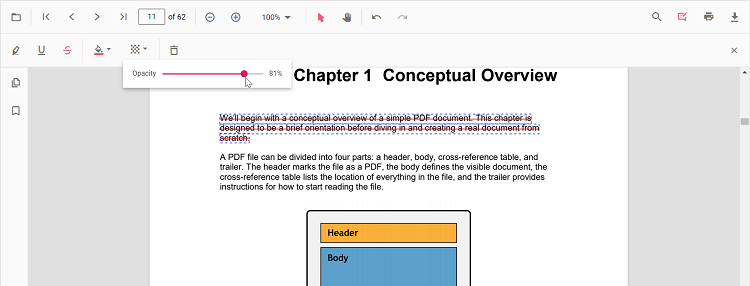 11 of 62 100%
Opacity 81%
Chapter 1 Conceptual Overview
We'll begin with a conceptual overview of a simple PDF document. This chapter is
designed to be a brief orientation before diving in and creating a real document from
scratch.
A PDF file can be divided into four parts: a header, body, cross-reference table, and
trailer. The header marks the file as a PDF, the body defines the visible document, the
cross-reference table lists the location of everything in the file, and the trailer provides
instructions for how to start reading the file.
Header
Body